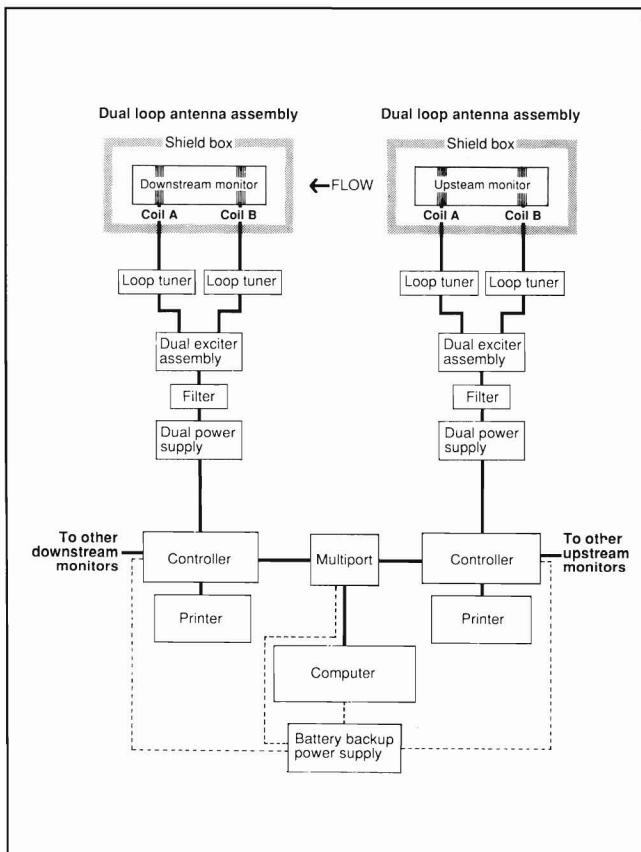 Dual loop antenna assembly
Dual loop antenna assembly
Shield box
Shield box
Downstream monitor
←FLOW
Upsteam monitor
Coil A
Coil B
Coil A
Coil B
Loop tuner
Loop tuner
Loop tuner
Loop tuner
Dual exciter
assembly
Dual exciter
assembly
Filter
Filter
Dual power
supply
Dual power
supply
To other
downstream
monitors
Controller
Multiport
Controller
To other
upstream
monitors
Printer
Printer
Computer
Battery backup
power supply